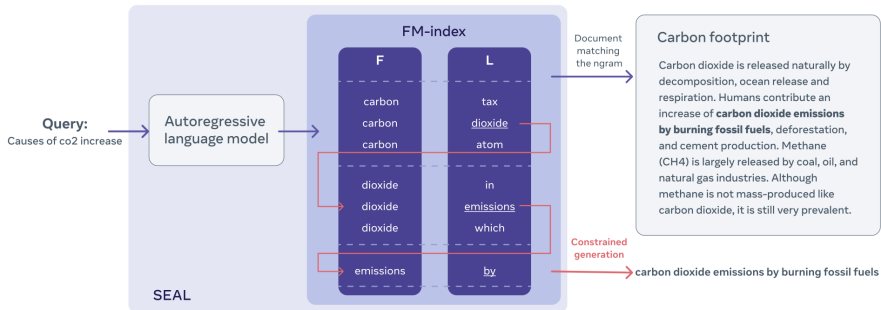 Query:
Causes of co2 increase
Autoregressive
language model
SEAL
FM-index
F
L
carbon tax
carbon dioxide
carbon atom
dioxide in
dioxide emissions
dioxide which
emissions by
Document
matching
the ngram
Carbon footprint
Carbon dioxide is released naturally by
decomposition, ocean release and
respiration. Humans contribute an
increase of carbon dioxide emissions
by burning fossil fuels, deforestation,
and cement production. Methane
(CH4) is largely released by coal, oil, and
natural gas industries. Although
methane is not mass-produced like
carbon dioxide, it is still very prevalent.
Constrained
generation
carbon dioxide emissions by burning fossil fuels